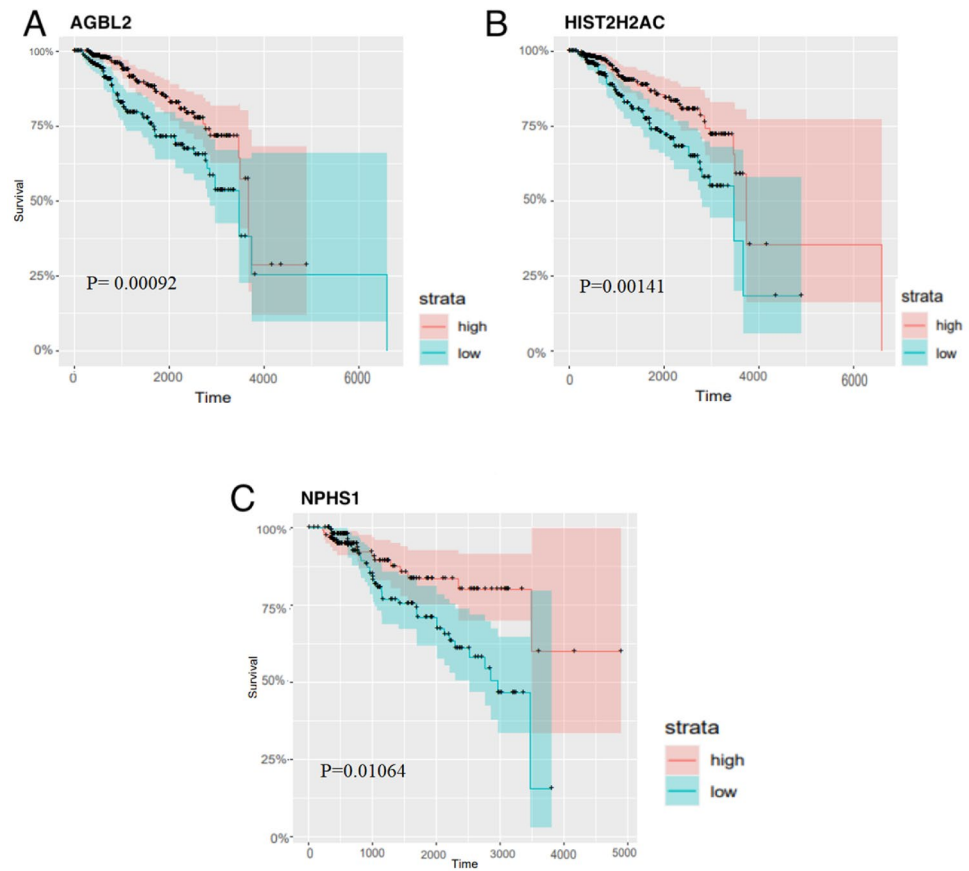 A AGBL2
100%
75%
50%
25%
0%
Survival
P= 0.00092
0 2000 4000 6000
Time
strata
high
low
B HIST2H2AC
100%
75%
50%
25%
0%
P=0.00141
0 2000 4000 6000
Time
strata
high
low
C NPHS1
100%
75%
50%
25%
0%
Survival
P=0.01064
0 1000 2000 3000 4000 5000
Time
strata
high
low